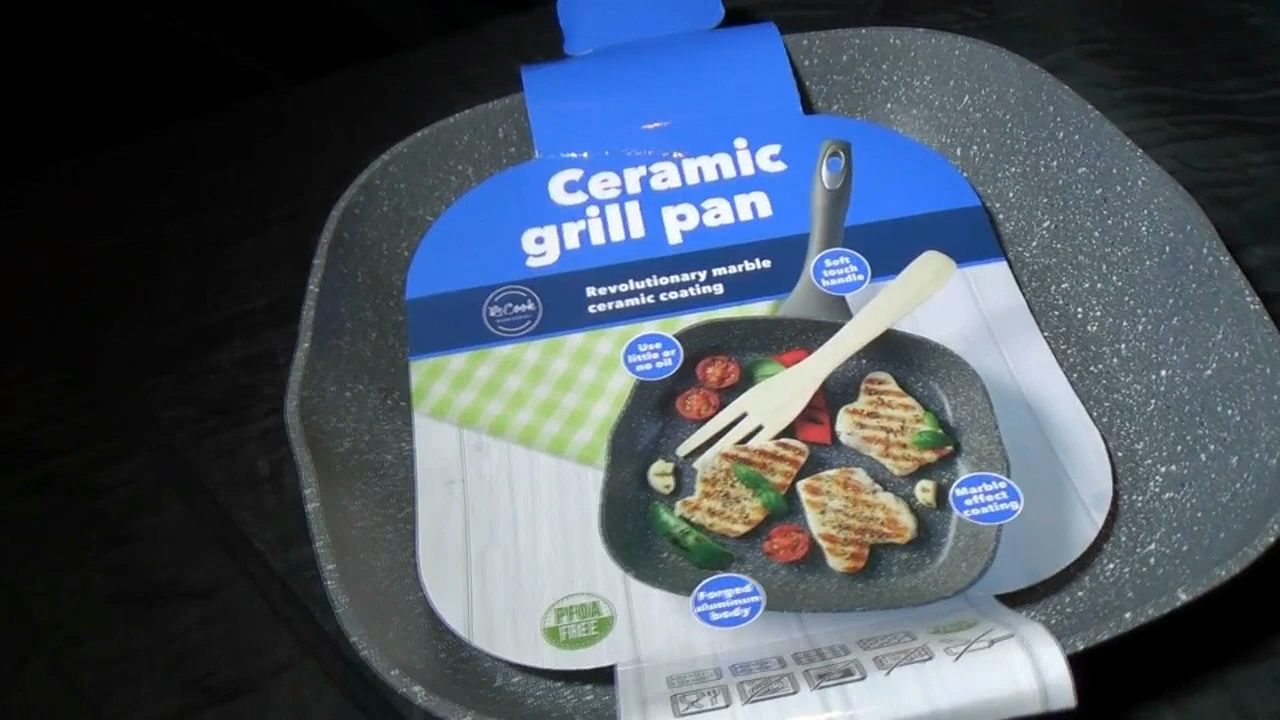 Ceramic
grill pan
Revolutionary marble
ceramic coating
Soft
touch
handle
Use
little or
no oil
Marble
effect
coating
Forged
aluminium
body
PFOA
FREE